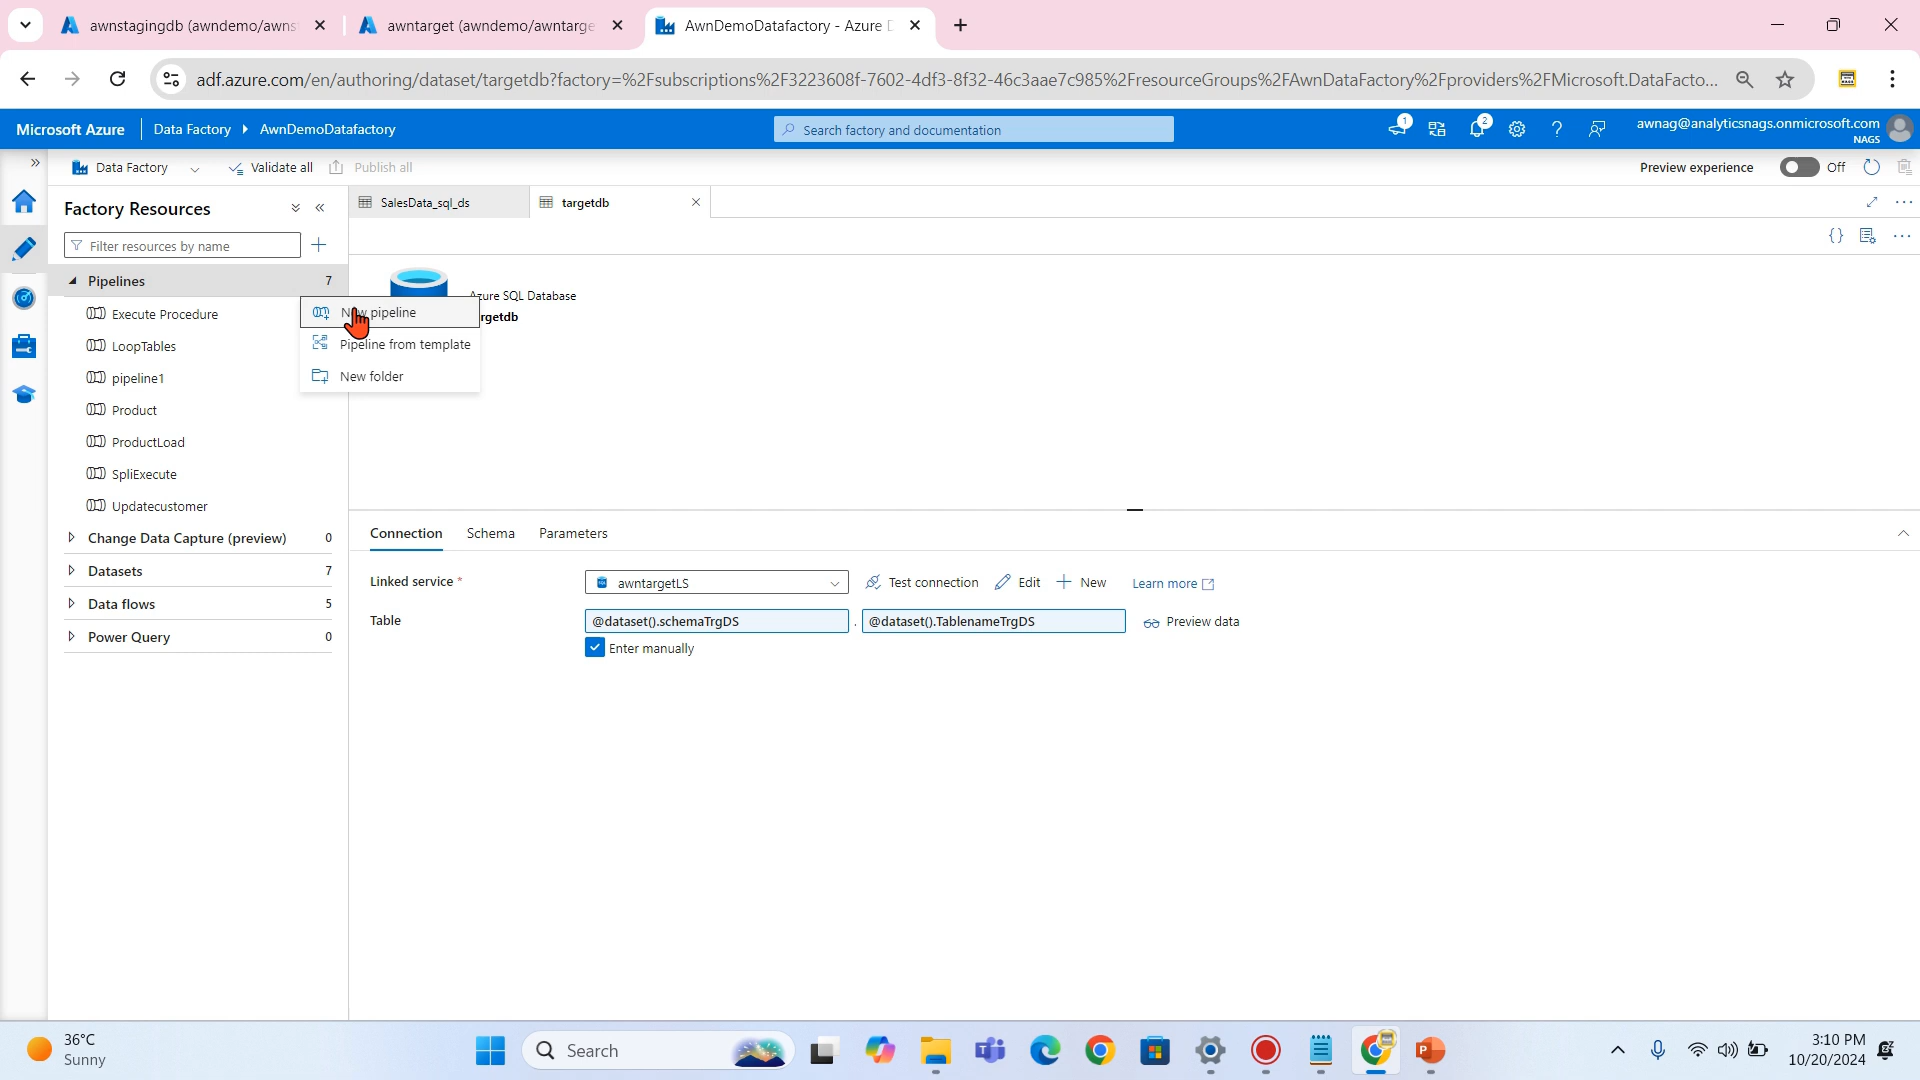 awnstagingdb (awndemo/awns
awntarget (awndemo/awntarge
AwnDemoDatafactory - Azure D
adf.azure.com/en/authoring/dataset/targetdb?factory=%2Fsubscriptions%2F3223608f-7602-4df3-8f32-46c3aae7c985%2FresourceGroups%2FAwnDataFactory%2Fproviders%2FMicrosoft.DataFacto...
Microsoft Azure
Data Factory
AwnDemoDatafactory
Search factory and documentation
1
2
awnag@analyticsnags.onmicrosoft.com
NAGS
Data Factory
Validate all
Publish all
Preview experience
Off
Factory Resources
SalesData_sql_ds
targetdb
Filter resources by name
Pipelines 7
Azure SQL Database
rgetdb
New pipeline
Pipeline from template
New folder
Execute Procedure
LoopTables
pipeline1
Product
ProductLoad
SpliExecute
Updatecustomer
Change Data Capture (preview) 0
Datasets 7
Data flows 5
Power Query 0
Connection
Schema
Parameters
Linked service *
awntargetLS
Test connection
Edit
New
Learn more
Table
@dataset().schemaTrgDS
.
@dataset().TablenameTrgDS
Preview data
Enter manually
36°C
Sunny
Search
3:10 PM
10/20/2024